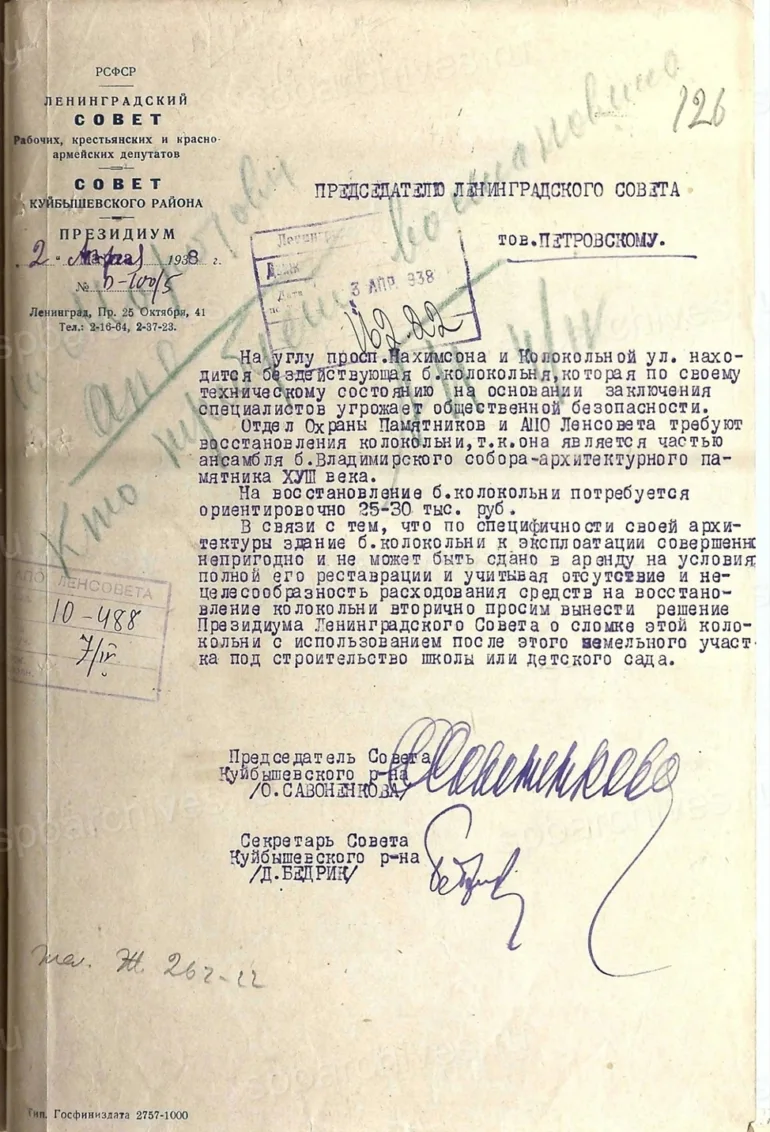 РСФСР
ЛЕНИНГРАДСКИЙ
СОВЕТ
Рабочих, крестьянских и красно-
армейских депутатов
СОВЕТ
КУЙБЫШЕВСКОГО РАЙОНА
ПРЕЗИДИУМ
2 1938 г.
№ Б-100/5
Ленинград, Пр. 25 Октября, 41
Тел.: 2-16-64, 2-37-23.
126
ПРЕДСЕДАТЕЛЮ ЛЕНИНГРАДСКОГО СОВЕТА
тов.ПЕТРОВСКОМУ.
3 АПР 938
На углу просп.Нахимсона и Колокольной ул. нахо-
дится бездействующая б.колокольня,которая по своему
техническому состоянию на основании заключения
специалистов угрожает общественной безопасности.
Отдел Охраны Памятников и АПО Ленсовета требуют
восстановления колокольни,т.к.она является частью
ансамбля б.Владимирского собора-архитектурного па-
мятника ХУШ века.
На восстановление б.колокольни потребуется
ориентировочно 25-30 тыс. руб.
В связи с тем, что по специфичности своей архи-
тектуры здание б.колокольни к эксплоатации совершенно
непригодно и не может быть сдано в аренду на условия
полной его реставрации и учитывая отсутствие и не-
целесообразность расходования средств на восстано-
вление колокольни вторично просим вынести решение
Президиума Ленинградского Совета о сломке этой коло-
кольни с использованием после этого земельного участ-
ка под строительство школы или детского сада.
АПО ЛЕНСОВЕТА
10-488
7/IV
Председатель Совета
Куйбышевского р-на
/О.САВОНЕНКОВА/
Секретарь Совета
Куйбышевского р-на
/Д.БЕДРИК/
Тип. Госфиниздата 2757-1000